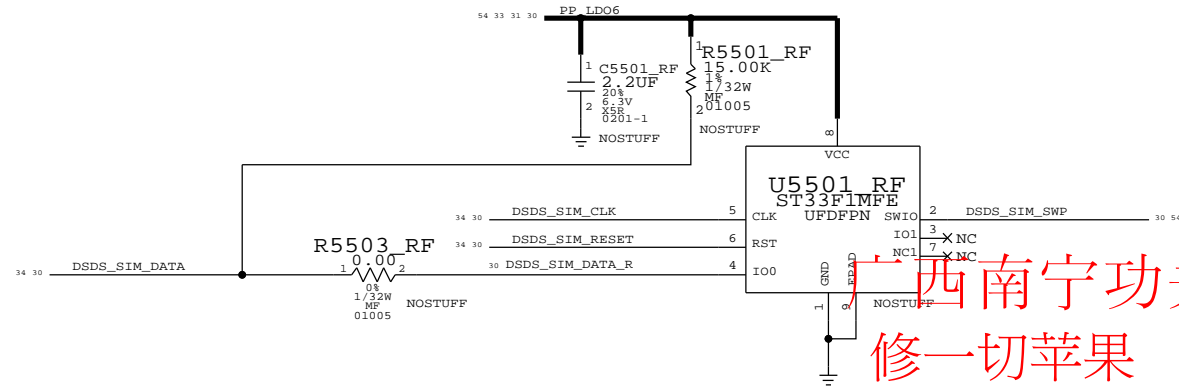 54 33 31 30 PP_LDO6
1 C5501_RF
2.2UF
20%
6.3V
X5R
2 0201-1
NOSTUFF
1 R5501_RF
15.00K
1%
1/32W
MF
2 01005
NOSTUFF
8
VCC
U5501_RF
ST33F1MFE
UFDFPN
34 30 DSDS_SIM_CLK 5 CLK
SWIO 2 DSDS_SIM_SWP 30 54
34 30 DSDS_SIM_RESET 6 RST
IO1 3 NC
NC1 7 NC
30 DSDS_SIM_DATA_R 4 IO0
GND
EPAD
1
9
NOSTUFF
34 30 DSDS_SIM_DATA
R5503_RF
0.00
1 2
0%
1/32W
MF
01005
NOSTUFF
广西南宁功
修一切苹果